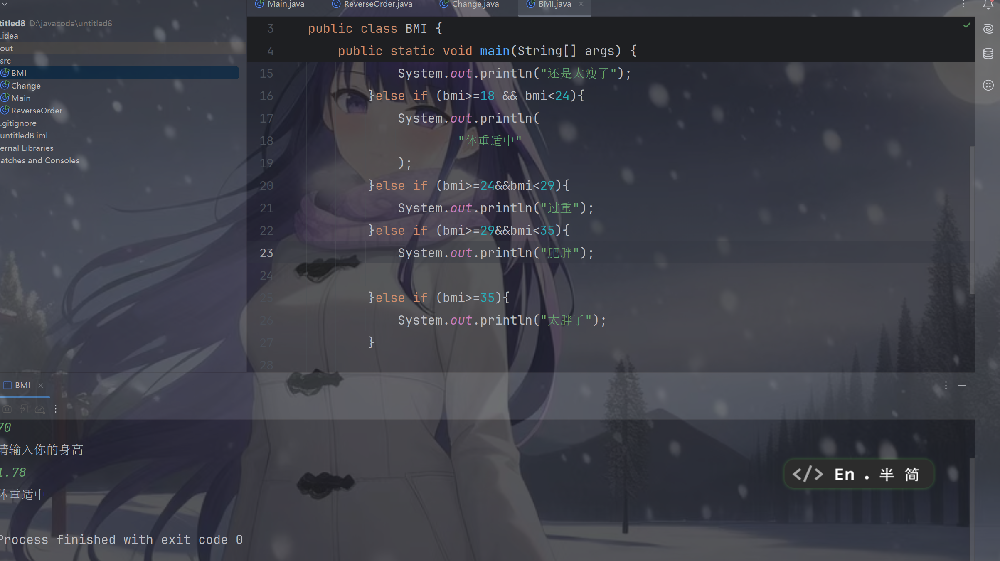 Main.java
ReverseOrder.java
Change.java
BMI.java
titled8 D:\javacode\untitled8
.idea
out
src
BMI
Change
Main
ReverseOrder
.gitignore
untitled8.iml
ernal Libraries
atches and Consoles
3 public class BMI {
4 public static void main(String[] args) {
15 System.out.println("还是太瘦了");
16 }else if (bmi>=18 && bmi<24){
17 System.out.println(
18 "体重适中"
19 );
20 }else if (bmi>=24&&bmi<29){
21 System.out.println("过重");
22 }else if (bmi>=29&&bmi<35){
23 System.out.println("肥胖");
24
25 }else if (bmi>=35){
26 System.out.println("太胖了");
27 }
28
BMI
70
请输入你的身高
1.78
体重适中
Process finished with exit code 0
</> En . 半 简